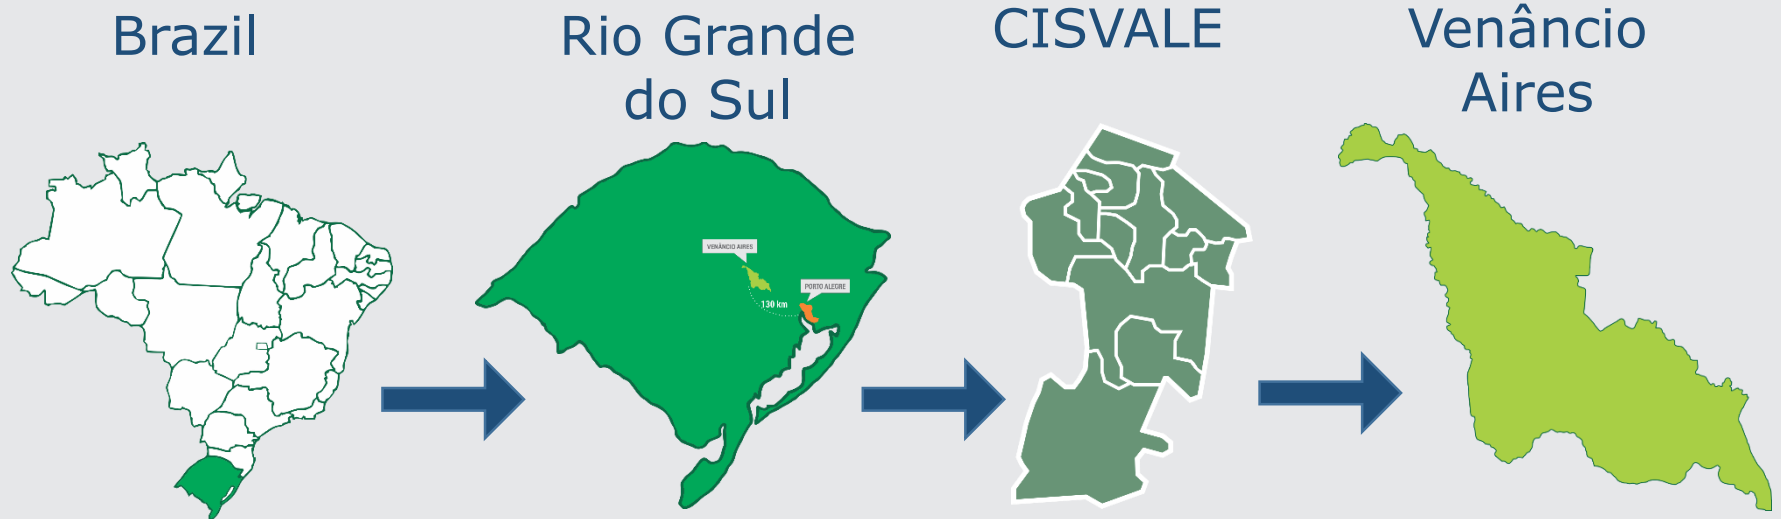 Brazil
Rio Grande
do Sul
CISVALE
Venâncio
Aires
VENÂNCIO AIRES
PORTO ALEGRE
130 km